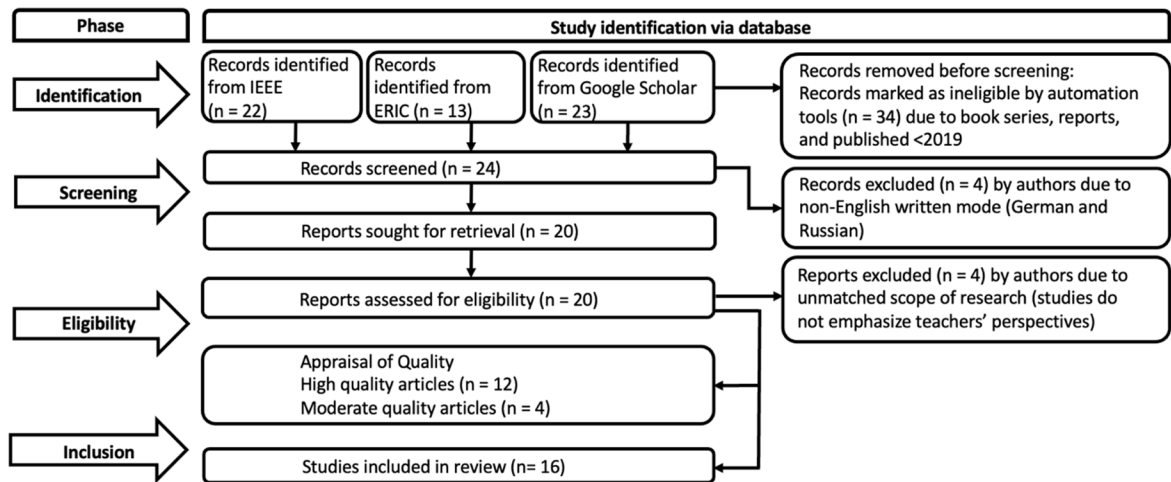 Phase
Study identification via database
Identification
Records identified
from IEEE
(n = 22)
Records
identified from
ERIC (n = 13)
Records identified
from Google Scholar
(n = 23)
Records removed before screening:
Records marked as ineligible by automation
tools (n = 34) due to book series, reports,
and published <2019
Screening
Records screened (n = 24)
Records excluded (n = 4) by authors due to
non-English written mode (German and
Russian)
Reports sought for retrieval (n = 20)
Eligibility
Reports assessed for eligibility (n = 20)
Reports excluded (n = 4) by authors due to
unmatched scope of research (studies do
not emphasize teachers’ perspectives)
Appraisal of Quality
High quality articles (n = 12)
Moderate quality articles (n = 4)
Inclusion
Studies included in review (n= 16)